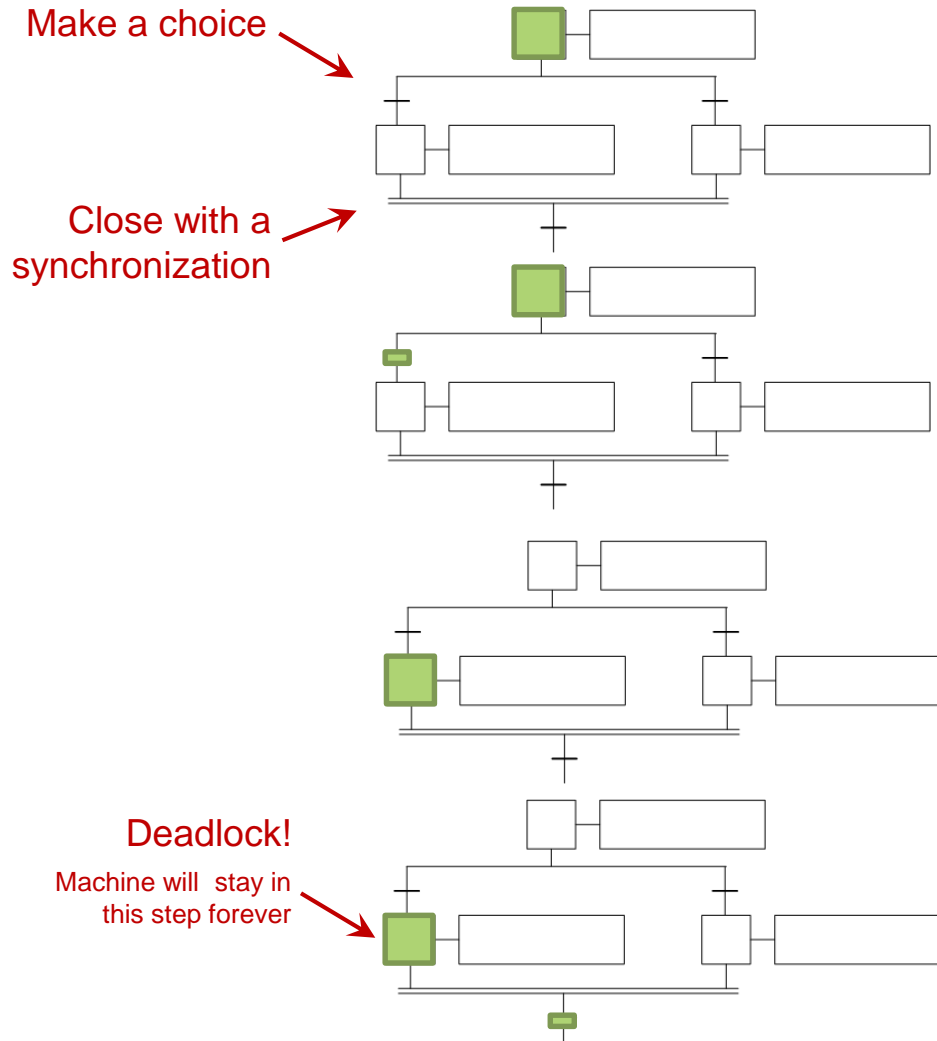 Make a choice
Close with a
synchronization
Deadlock!
Machine will stay in
this step forever